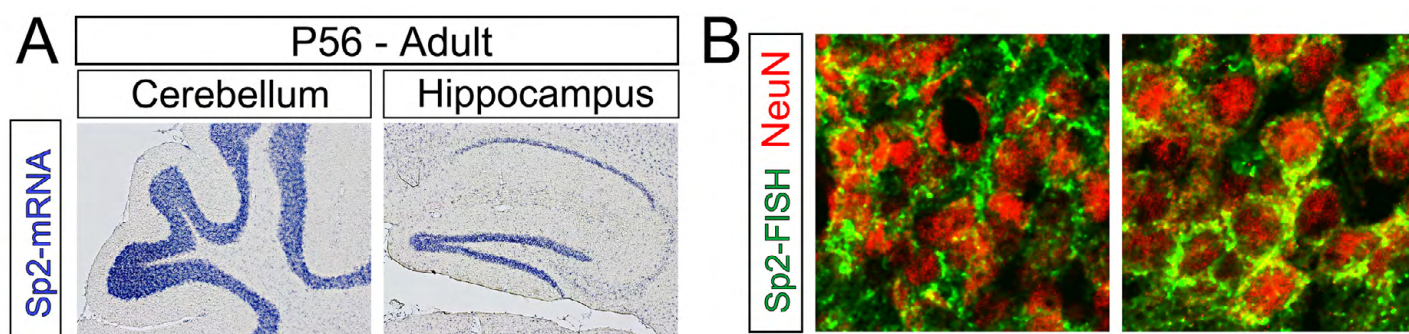 A
P56 - Adult
Cerebellum
Hippocampus
Sp2-mRNA
B
Sp2-FISH NeuN